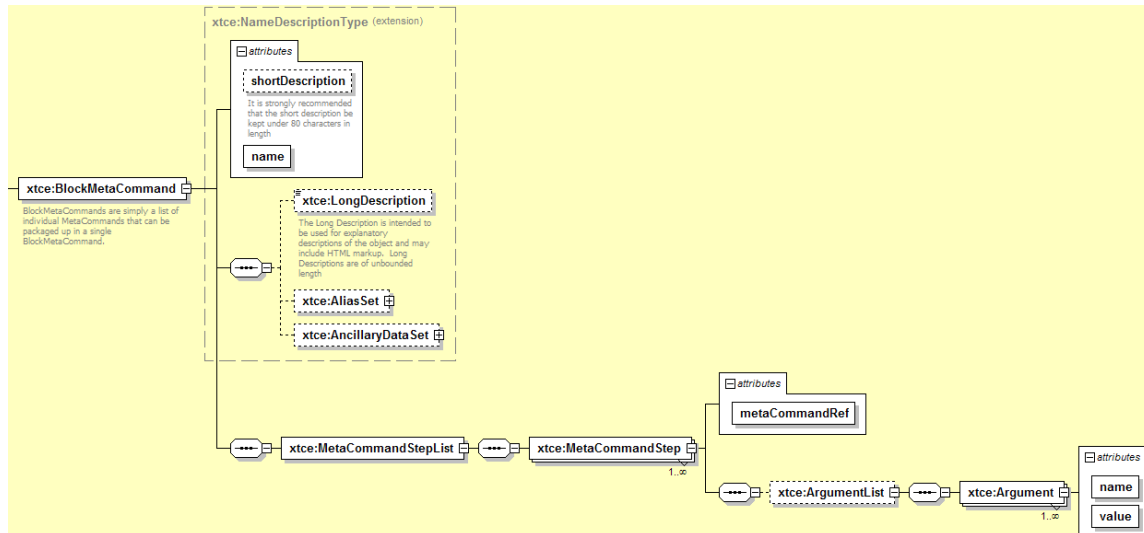 xtce:NameDescriptionType (extension)
attributes
shortDescription
It is strongly recommended
that the short description be
kept under 80 characters in
length
name
xtce:BlockMetaCommand
BlockMetaCommands are simply a list of
individual MetaCommands that can be
packaged up in a single
BlockMetaCommand.
xtce:LongDescription
The Long Description is intended to
be used for explanatory
descriptions of the object and may
include HTML markup. Long
Descriptions are of unbounded
length
xtce:AliasSet
xtce:AncillaryDataSet
xtce:MetaCommandStepList
xtce:MetaCommandStep
1..∞
attributes
metaCommandRef
xtce:ArgumentList
xtce:Argument
1..∞
attributes
name
value